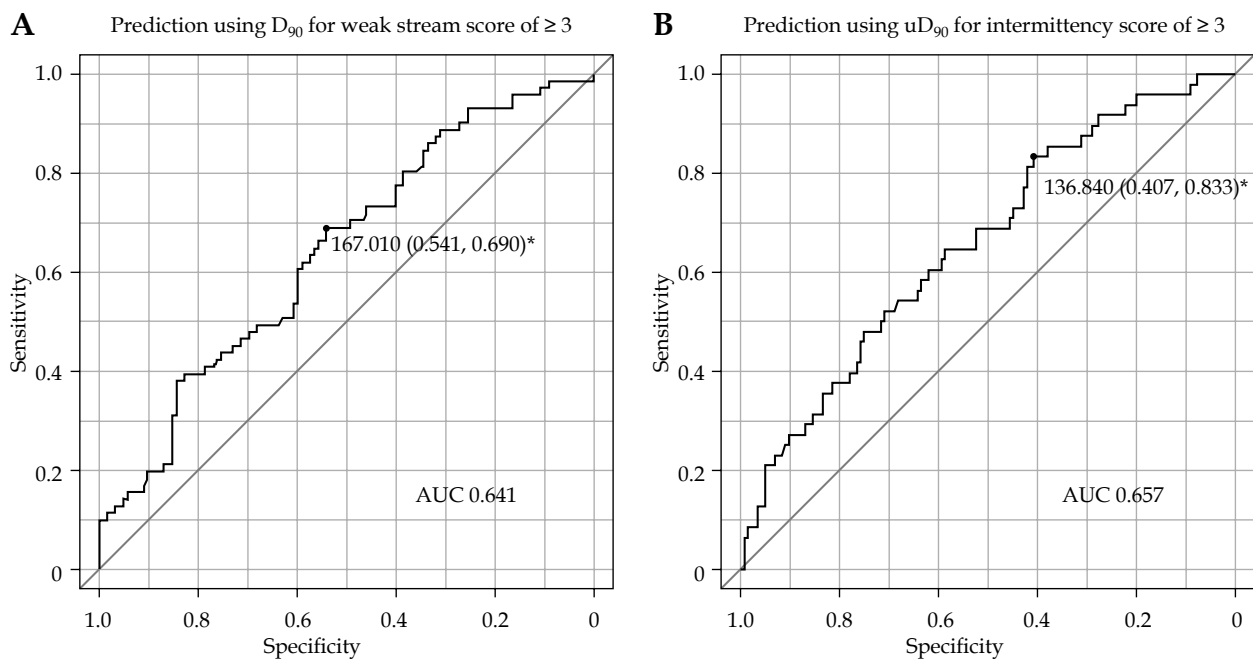 A
Prediction using D90 for weak stream score of ≥ 3
1.0
0.8
0.6
0.4
0.2
0
Sensitivity
167.010 (0.541, 0.690)*
AUC 0.641
1.0
0.8
0.6
0.4
0.2
0
Specificity
B
Prediction using uD90 for intermittency score of ≥ 3
1.0
0.8
0.6
0.4
0.2
0
Sensitivity
136.840 (0.407, 0.833)*
AUC 0.657
1.0
0.8
0.6
0.4
0.2
0
Specificity